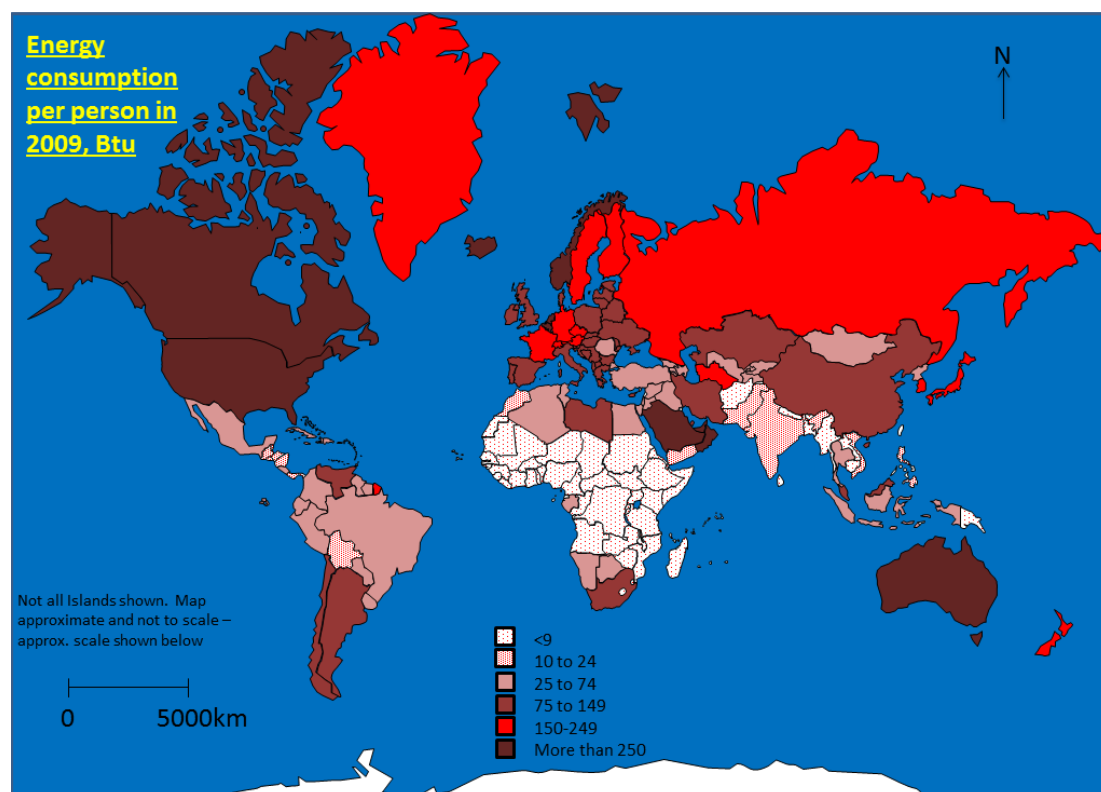 Energy
consumption
per person in
2009, Btu
N
Not all Islands shown. Map
approximate and not to scale –
approx. scale shown below
0 5000km
<9
10 to 24
25 to 74
75 to 149
150-249
More than 250